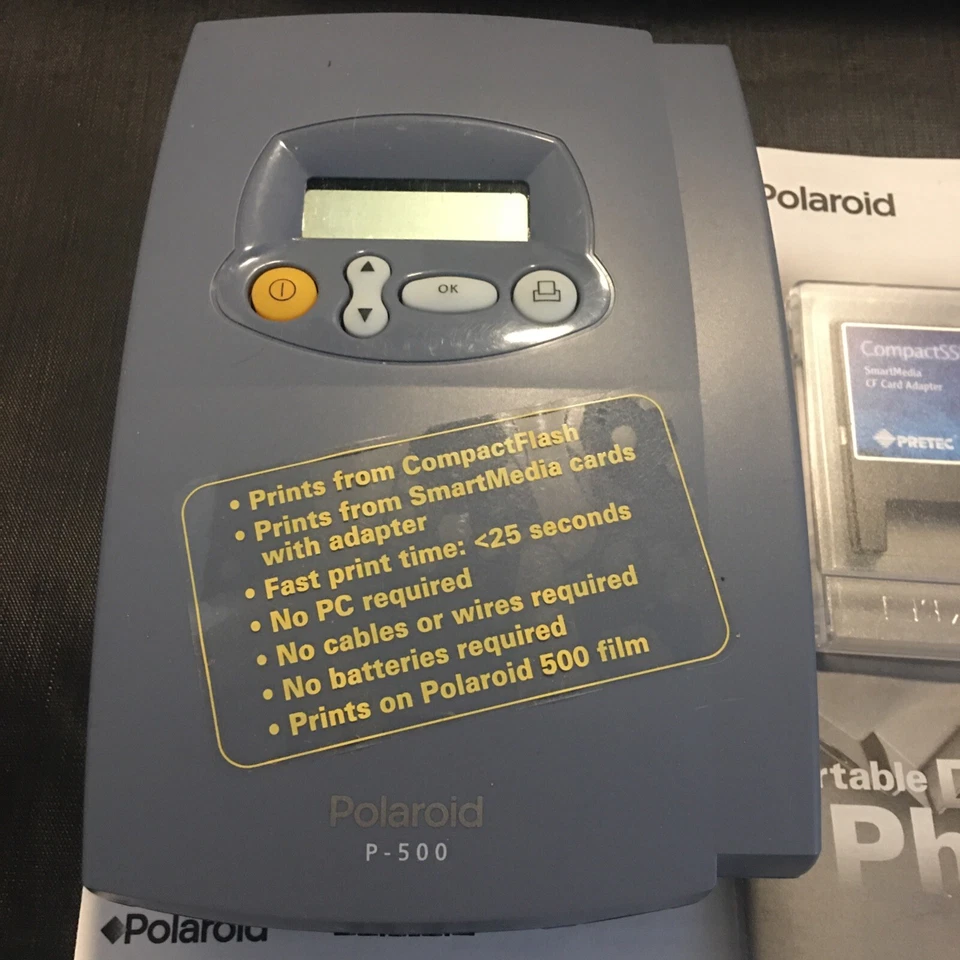 OK
• Prints from CompactFlash
• Prints from SmartMedia cards
with adapter
• Fast print time: <25 seconds
• No PC required
• No cables or wires required
• No batteries required
• Prints on Polaroid 500 film
Polaroid
P-500
Polaroid
Polaroid
CompactSS
SmartMedia
CF Card Adapter
PRETEC
rtable
Ph